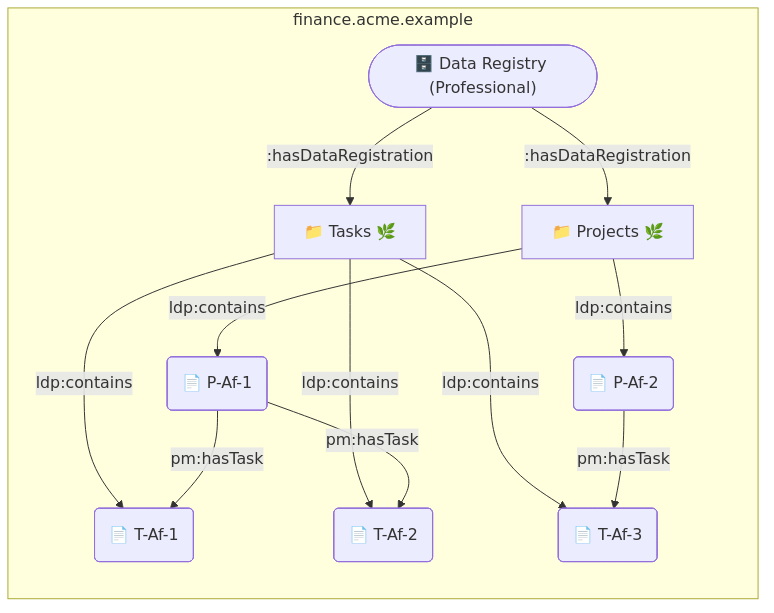 finance.acme.example
🗄️ Data Registry
(Professional)
:hasDataRegistration
:hasDataRegistration
📁 Tasks 🌿
📁 Projects 🌿
ldp:contains
ldp:contains
ldp:contains
📄 P-Af-1
ldp:contains
ldp:contains
📄 P-Af-2
pm:hasTask
pm:hasTask
pm:hasTask
📄 T-Af-1
📄 T-Af-2
📄 T-Af-3